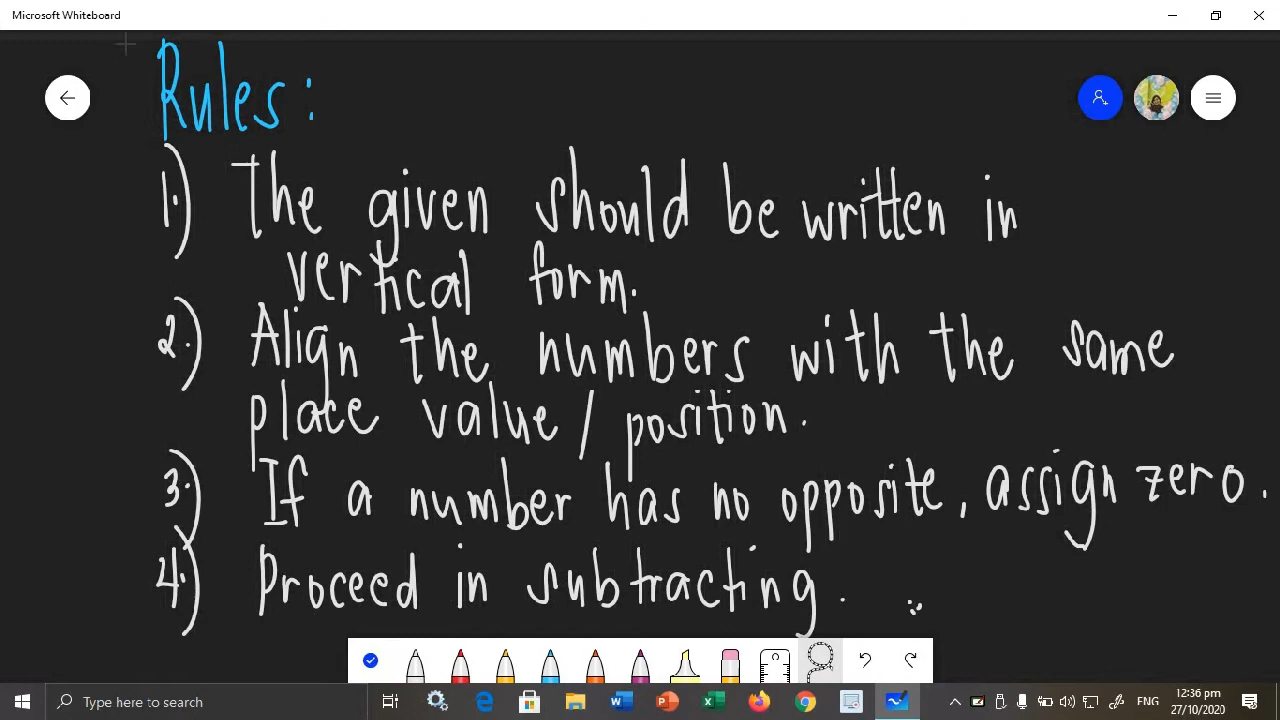 Microsoft Whiteboard
Rules:
1.) The given should be written in
vertical form.
2.) Align the numbers with the same
place value/position.
3.) If a number has no opposite, assign zero.
4.) Proceed in subtracting.
Type here to search
ENG
12:36 pm
27/10/2020